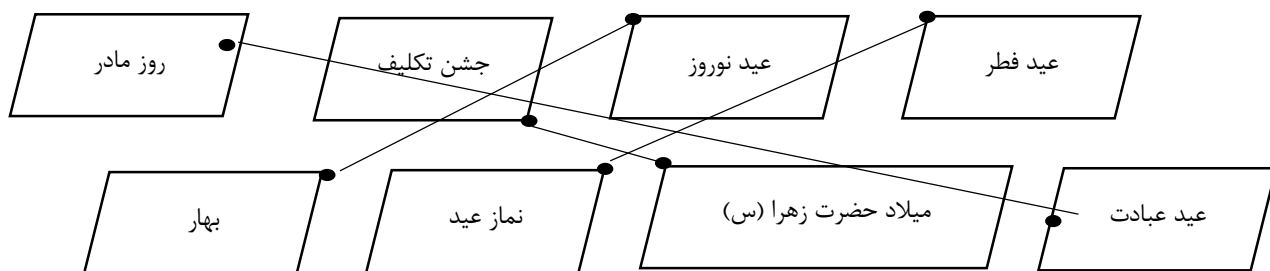 عید فطر
عید نوروز
جشن تکلیف
روز مادر
عید عبادت
میلاد حضرت زهرا (س)
نماز عید
بهار